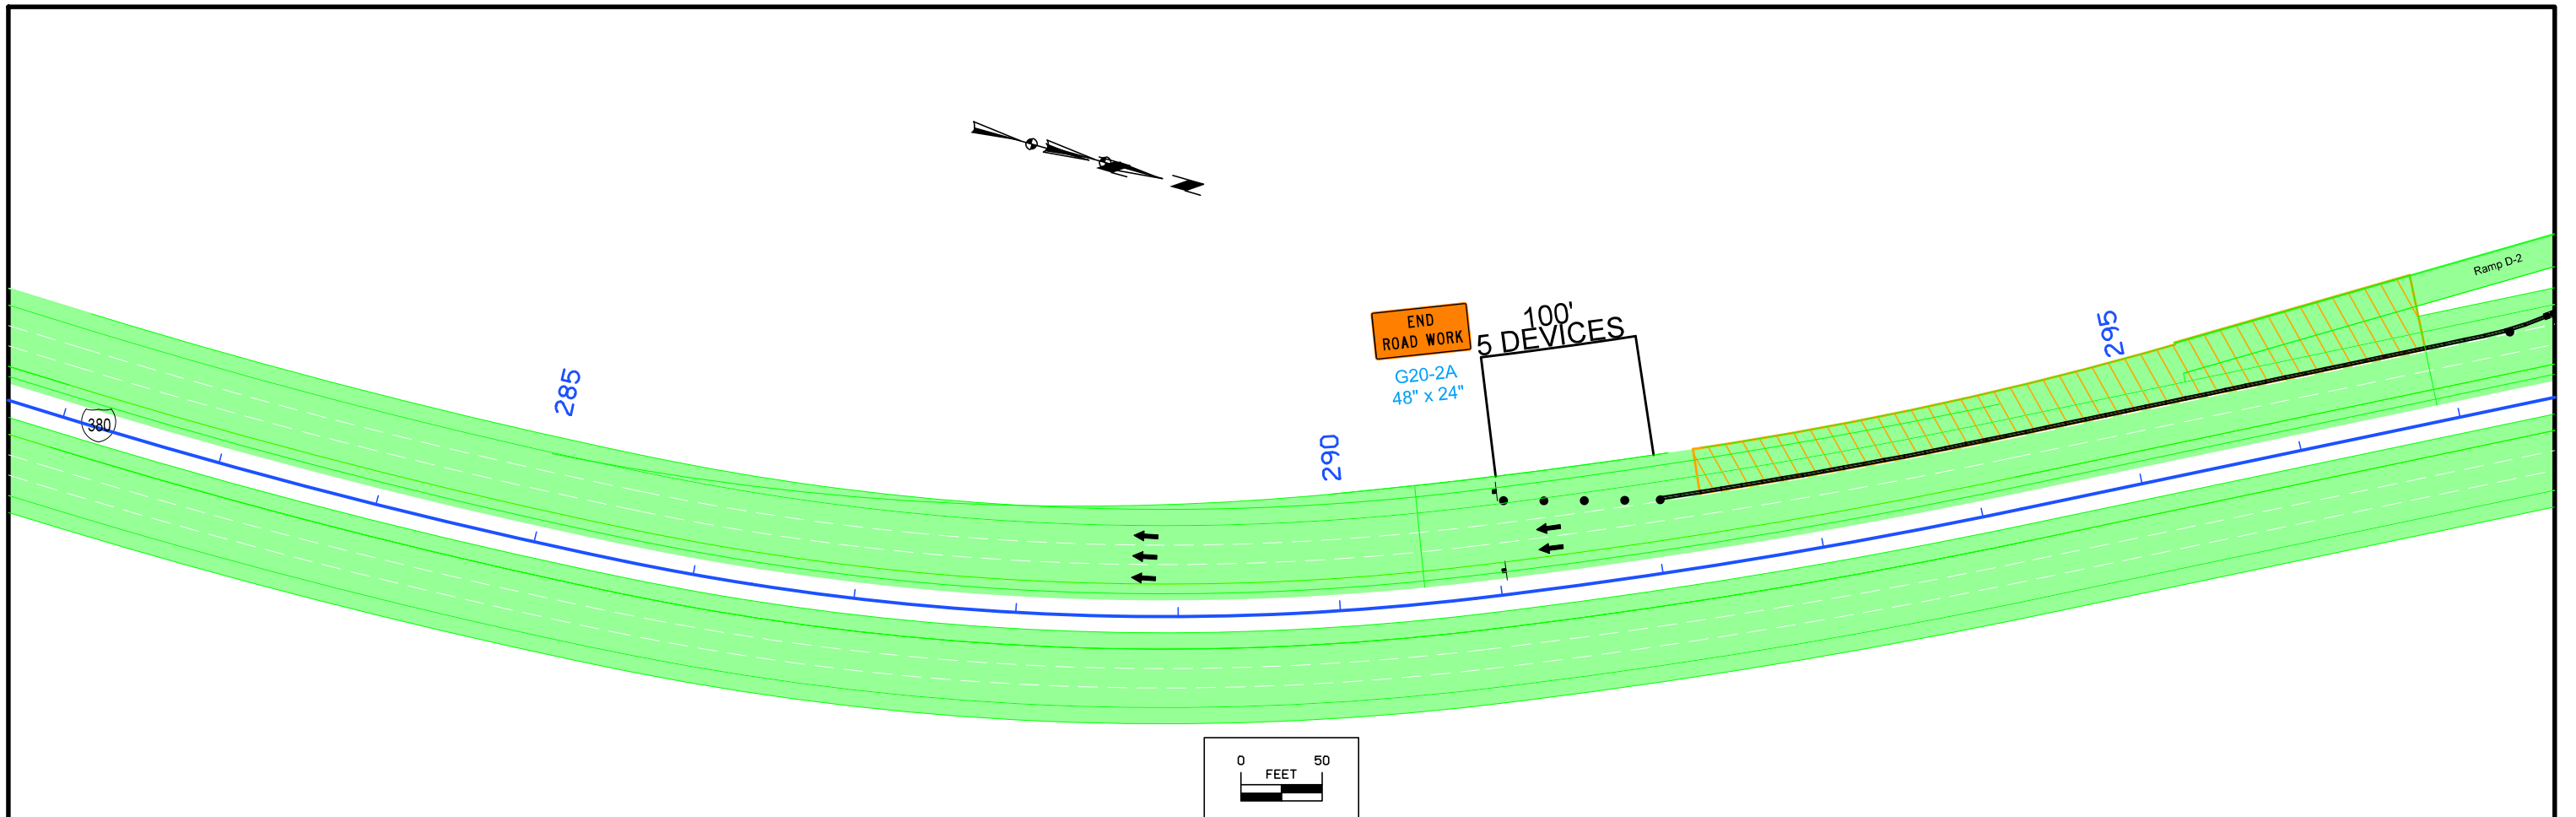 Ramp D-2
100'
5 DEVICES
END
ROAD WORK
G20-2A
48" x 24"
295
285
290
380
0 50
FEET